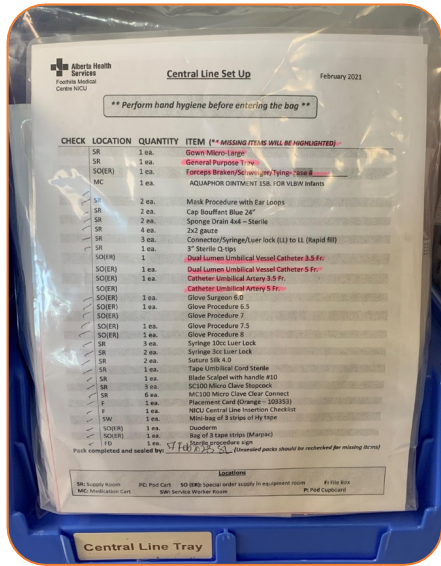 Alberta Health
Services
Foothills Medical
Centre NICU
Central Line Set Up
February 2021
** Perform hand hygiene before entering the bag **
CHECK LOCATION QUANTITY ITEM (** MISSING ITEMS WILL BE HIGHLIGHTED)
SR 1 ea. Gown Micro-Large
SR 1 ea. General Purpose Tray
SO(ER) 1 ea. Forceps Braken/Schweiger/Tying-
MC 1 ea. AQUAPHOR OINTMENT 15B. FOR VLBW Infants
SR 2 ea. Mask Procedure with Ear Loops
SR 2 ea. Cap Bouffant Blue 24"
SR 2 ea. Sponge Drain 4x4 – Sterile
SR 4 ea. 2x2 gauze
SR 3 ea. Connector/Syringe/Luer lock (LL) to LL (Rapid fill)
SR 1 ea. 3" Sterile Q-tips
SO(ER) 1 Dual Lumen Umbilical Vessel Catheter 3.5 Fr.
SO(ER) 1 ea. Dual Lumen Umbilical Vessel Catheter 5 Fr.
SO(ER) 1 ea. Catheter Umbilical Artery 3.5 Fr.
SO(ER) Catheter Umbilical Artery 5 Fr.
SO(ER) 1 ea. Glove Surgeon 6.0
SO(ER) 1 ea. Glove Procedure 6.5
SO(ER) Glove Procedure 7
SO(ER) 1 ea. Glove Procedure 7.5
SO(ER) 1 ea. Glove Procedure 8
SR 3 ea. Syringe 10cc Luer Lock
SR 2 ea. Syringe 3cc Luer Lock
SR 2 ea. Suture Silk 4.0
SR 1 ea. Tape Umbilical Cord Sterile
SR 1 ea. Blade Scalpel with handle #10
SR 3 ea. SC100 Micro Clave Stopcock
SR 6 ea. MC100 Micro Clave Clear Connect
F 1 ea. Placement Card (Orange – 103353)
F 1 ea. NICU Central Line Insertion Checklist
SW 1 ea. Mini-bag of 3 strips of Hy tape
SO(ER) 1 ea. Duoderm
SO(ER) 1 ea. Bag of 3 tape strips (Marpac)
FD 1 ea. Sterile procedure sign
Pack completed and sealed by: (Unsealed packs should be rechecked for missing items)
Locations
SR: Supply Room PC: Pod Cart SO (ER): Special order supply in equipment room F: File Box
MC: Medication Cart SW: Service Worker Room P: Pod Cupboard
Central Line Tray